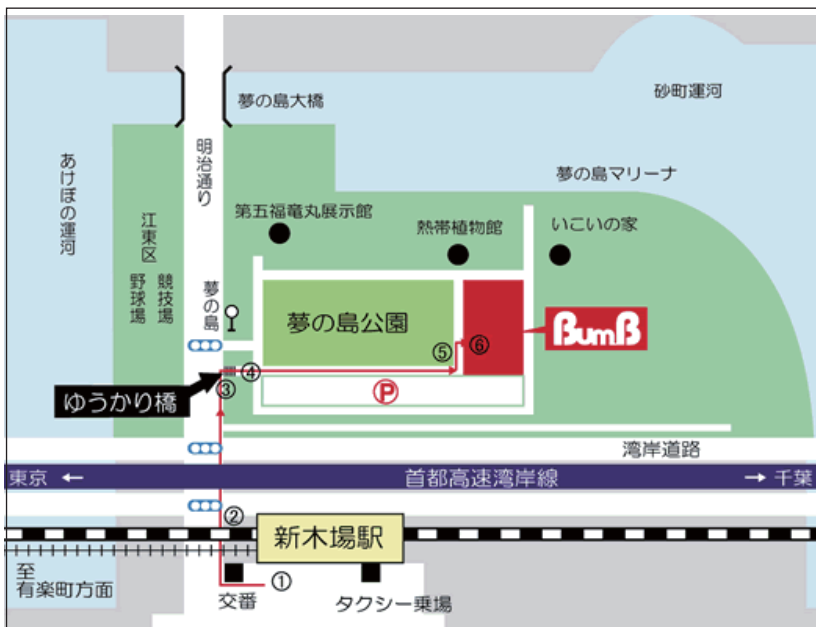 砂町運河
夢の島大橋
あけぼの運河
明治通り
夢の島マリーナ
第五福竜丸展示館
熱帯植物館
いこいの家
江東区
野球場
競技場
夢の島
夢の島公園
BumB
⑤
⑥
④
③
P
ゆうかり橋
湾岸道路
東京 ←
首都高速湾岸線
→ 千葉
②
新木場駅
①
至
有楽町方面
交番
タクシー乗場